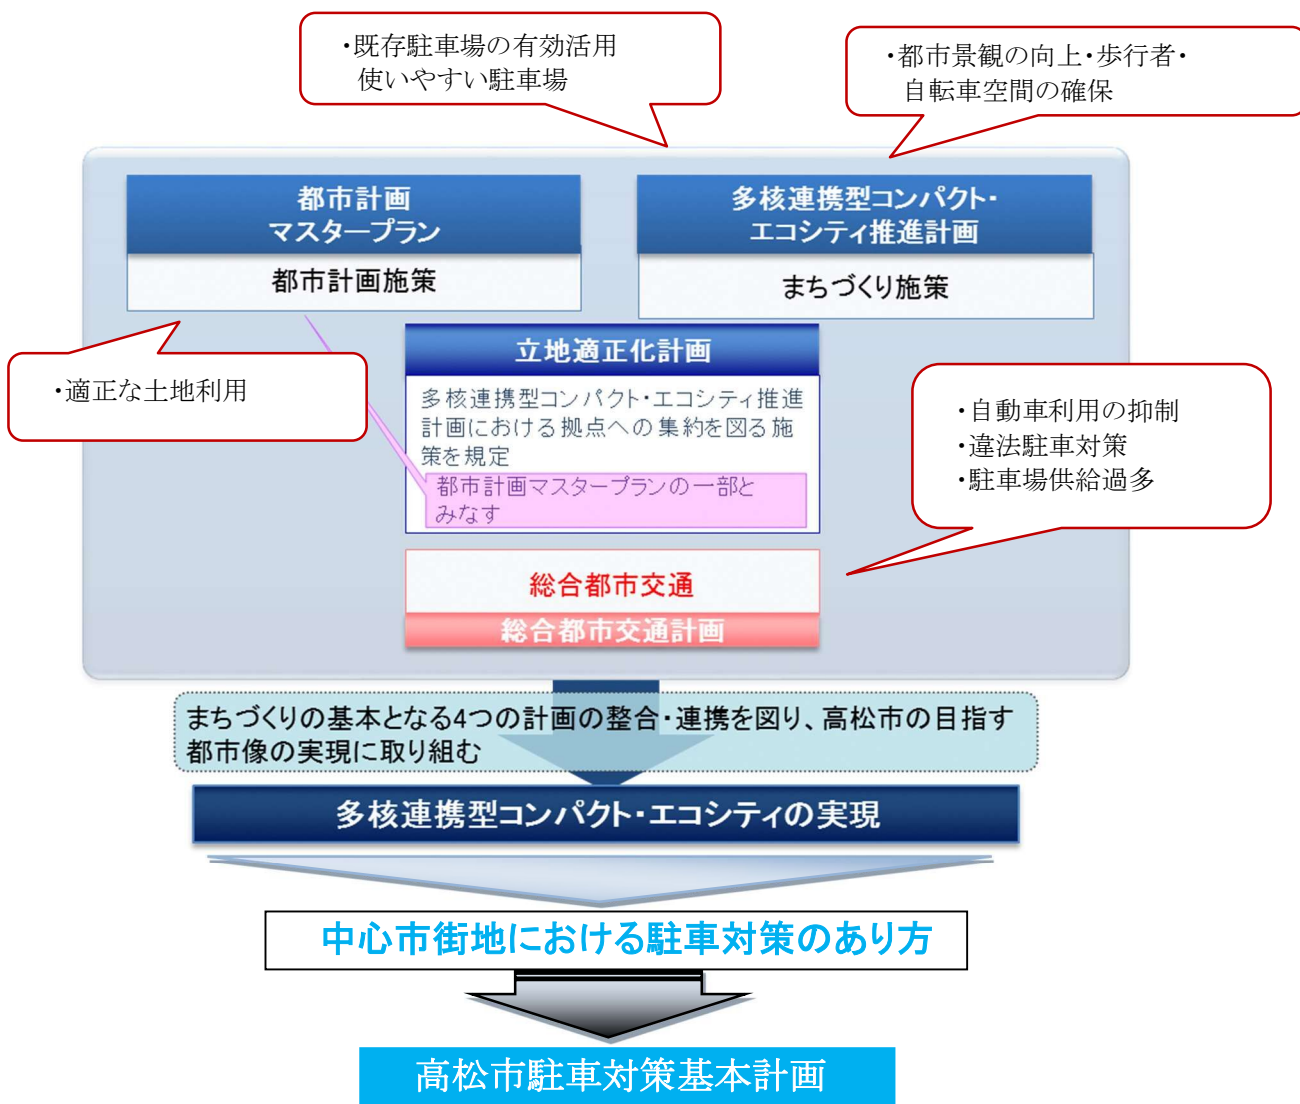 ・既存駐車場の有効活用
使いやすい駐車場
・都市景観の向上・歩行者・
自転車空間の確保
都市計画
マスタープラン
都市計画施策
多核連携型コンパクト・
エコシティ推進計画
まちづくり施策
・適正な土地利用
立地適正化計画
多核連携型コンパクト・エコシティ推進
計画における拠点への集約を図る施
策を規定
都市計画マスタープランの一部と
みなす
・自動車利用の抑制
・違法駐車対策
・駐車場供給過多
総合都市交通
総合都市交通計画
まちづくりの基本となる4つの計画の整合・連携を図り、高松市の目指す
都市像の実現に取り組む
多核連携型コンパクト・エコシティの実現
中心市街地における駐車対策のあり方
高松市駐車対策基本計画